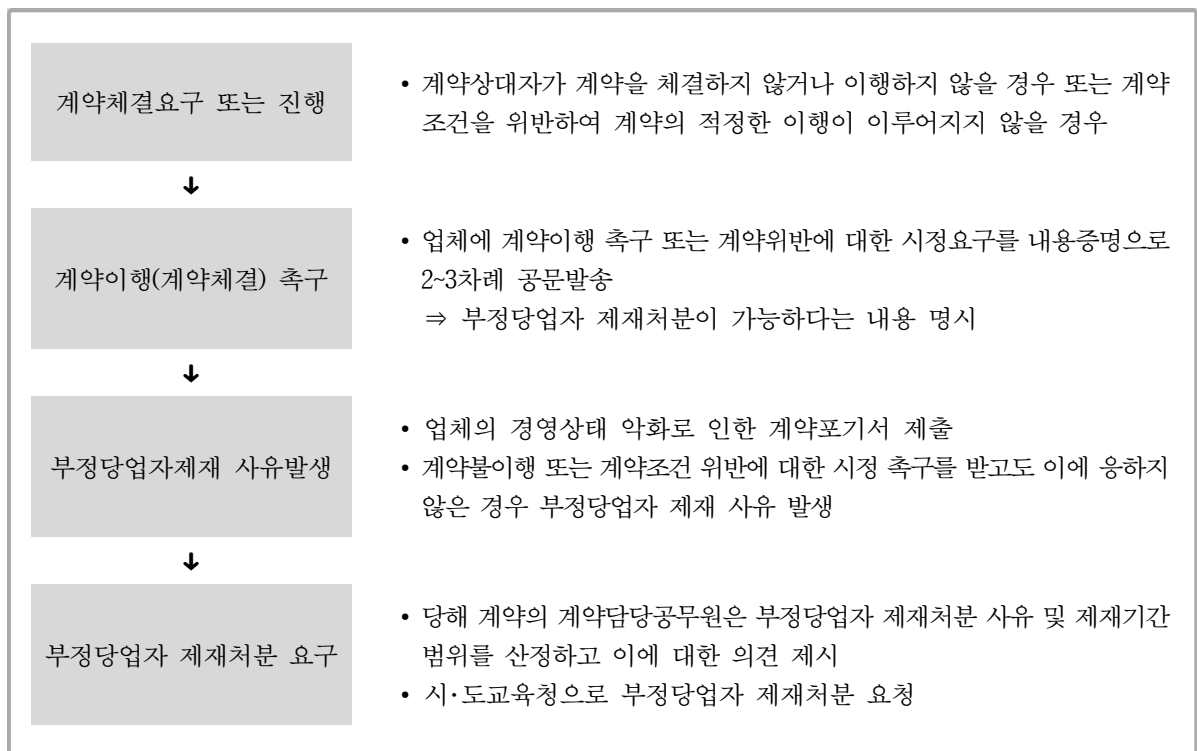 계약체결요구 또는 진행
• 계약상대자가 계약을 체결하지 않거나 이행하지 않을 경우 또는 계약
조건을 위반하여 계약의 적정한 이행이 이루어지지 않을 경우
↓
계약이행(계약체결) 촉구
• 업체에 계약이행 촉구 또는 계약위반에 대한 시정요구를 내용증명으로
2~3차례 공문발송
⇒ 부정당업자 제재처분이 가능하다는 내용 명시
↓
부정당업자제재 사유발생
• 업체의 경영상태 악화로 인한 계약포기서 제출
• 계약불이행 또는 계약조건 위반에 대한 시정 촉구를 받고도 이에 응하지
않은 경우 부정당업자 제재 사유 발생
↓
부정당업자 제재처분 요구
• 당해 계약의 계약담당공무원은 부정당업자 제재처분 사유 및 제재기간
범위를 산정하고 이에 대한 의견 제시
• 시·도교육청으로 부정당업자 제재처분 요청